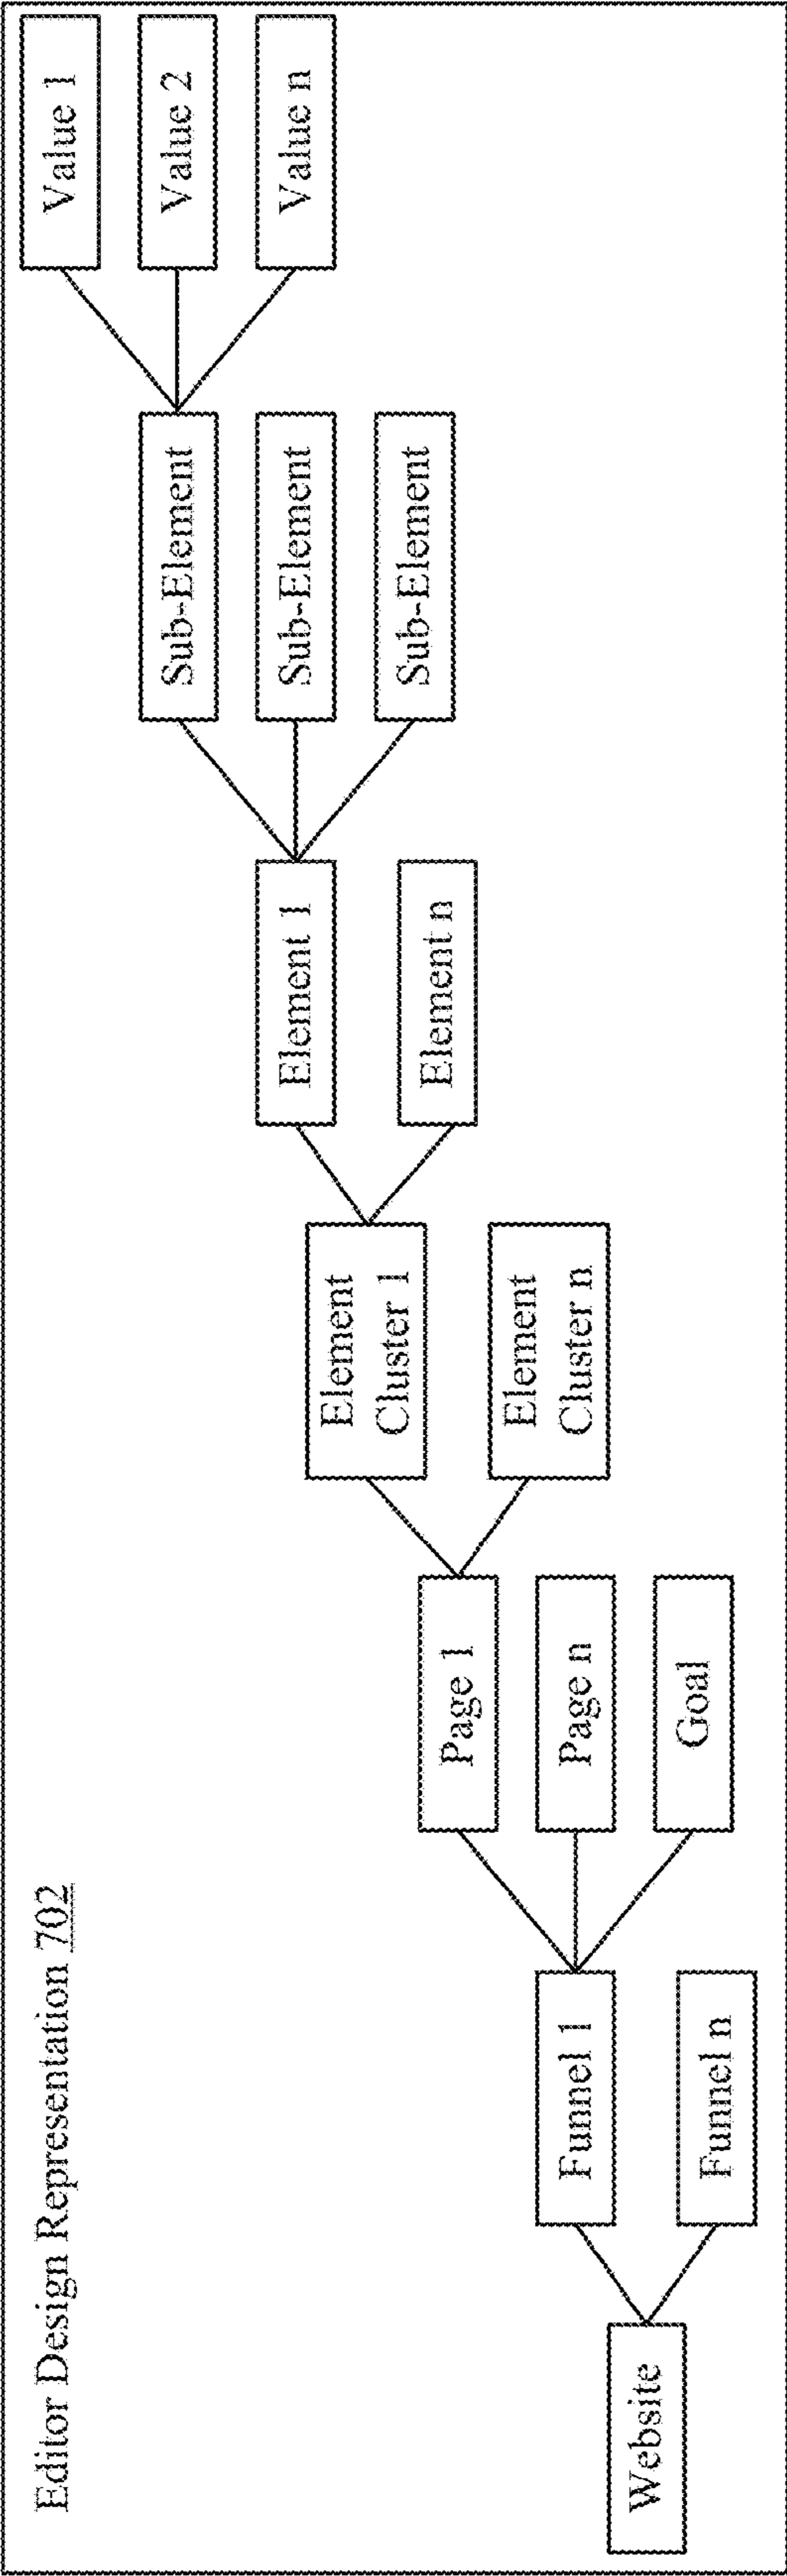 Editor Design Representation 702
Website
Funnel 1
Funnel n
Page 1
Page n
Goal
Element
Cluster 1
Element
Cluster n
Element 1
Element n
Sub-Element
Sub-Element
Sub-Element
Value 1
Value 2
Value n